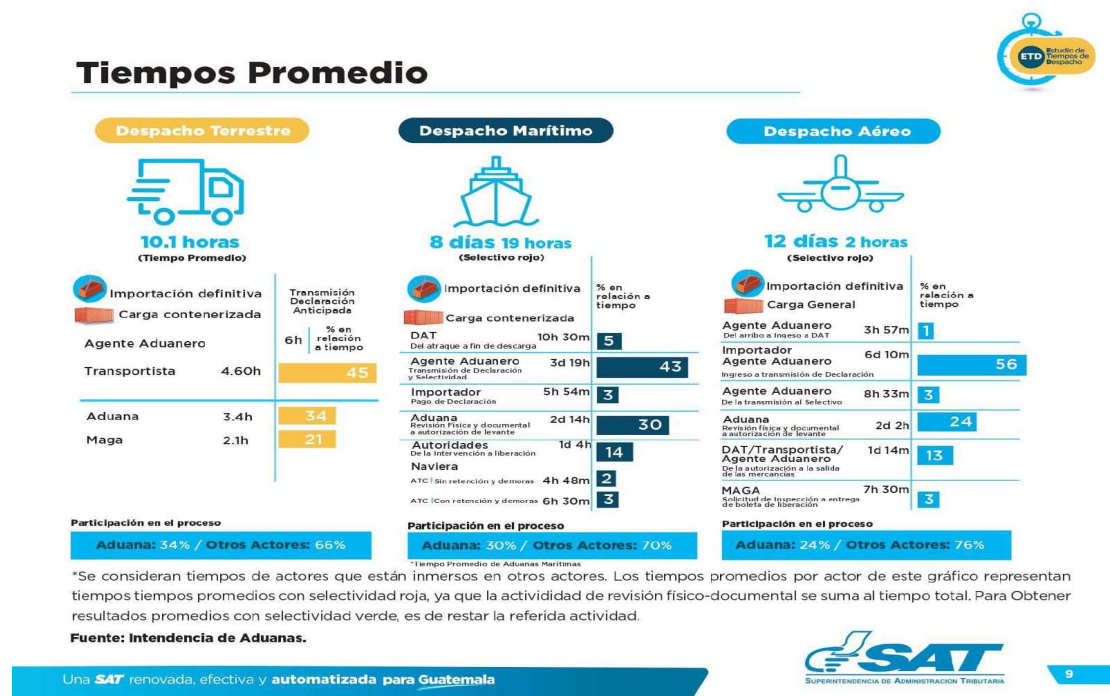 Tiempos Promedio
ETD Estudio de
Tiempos de
Despacho
Despacho Terrestre
10.1 horas
(Tiempo Promedio)
Importación definitiva
Carga contenerizada
Transmisión
Declaración
Anticipada
Agente Aduanero
6h
% en
relación
a tiempo
Transportista 4.60h 45
Aduana 3.4h 34
Maga 2.1h 21
Participación en el proceso
Aduana: 34% / Otros Actores: 66%
Despacho Marítimo
8 días 19 horas
(Selectivo rojo)
Importación definitiva
Carga contenerizada
% en
relación a
tiempo
DAT 10h 30m 5
Del atraque a fin de descarga
Agente Aduanero 3d 19h 43
Transmisión de Declaración
y Selectividad
Importador 5h 54m 3
Pago de Declaración
Aduana 2d 14h 30
Revisión Física y documental
a autorización de levante
Autoridades 1d 4h 14
De la Intervención a liberación
Naviera
ATC | Sin retención y demoras 4h 48m 2
ATC |Con retención y demoras 6h 30m 3
Participación en el proceso
Aduana: 30% / Otros Actores: 70%
*Tiempo Promedio de Aduanas Marítimas
Despacho Aéreo
12 días 2 horas
(Selectivo rojo)
Importación definitiva
Carga General
% en
relación a
tiempo
Agente Aduanero 3h 57m 1
Del arribo a Ingreso a DAT
Importador
Agente Aduanero 6d 10m 56
Ingreso a transmisión de Declaración
Agente Aduanero 8h 33m 3
De la transmisión al Selectivo
Aduana 2d 2h 24
Revisión física y documental
a autorización de levante
DAT/Transportista/
Agente Aduanero 1d 14m 13
De la autorización a la salida
de las mercancías
MAGA 7h 30m 3
Solicitud de Inspección a entrega
de boleta de liberación
Participación en el proceso
Aduana: 24% / Otros Actores: 76%
*Se consideran tiempos de actores que están inmersos en otros actores. Los tiempos promedios por actor de este gráfico representan
tiempos tiempos promedios con selectividad roja, ya que la activididad de revisión físico-documental se suma al tiempo total. Para Obtener
resultados promedios con selectividad verde, es de restar la referida actividad.
Fuente: Intendencia de Aduanas.
SAT
SUPERINTENDENCIA DE ADMINISTRACION TRIBUTARIA
Una SAT renovada, efectiva y automatizada para Guatemala
9